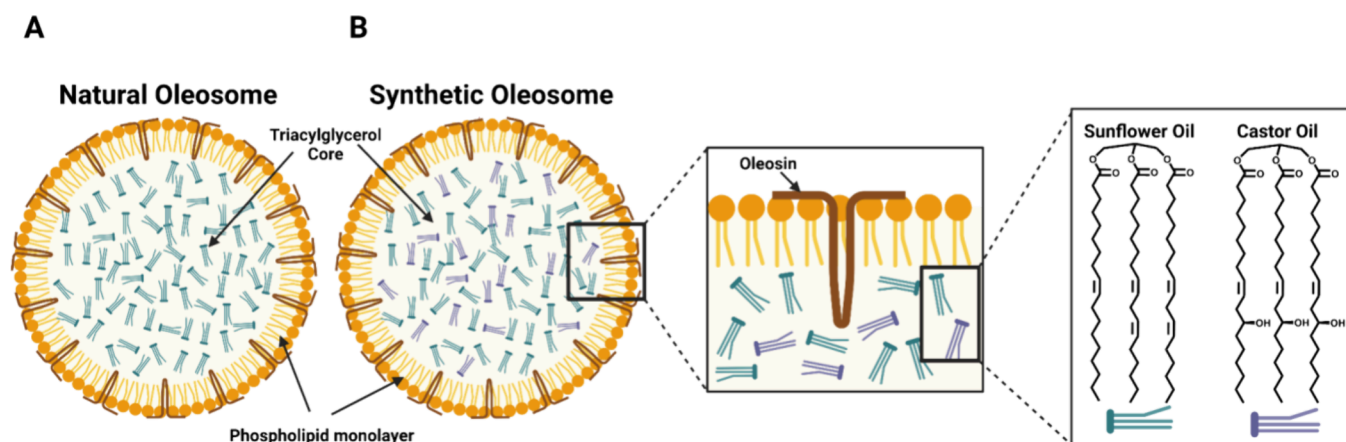 A
B
Natural Oleosome
Synthetic Oleosome
Triacylglycerol
Core
Phospholipid monolayer
Oleosin
Sunflower Oil
Castor Oil
O O O O O O
O O O O O O
OH OH OH